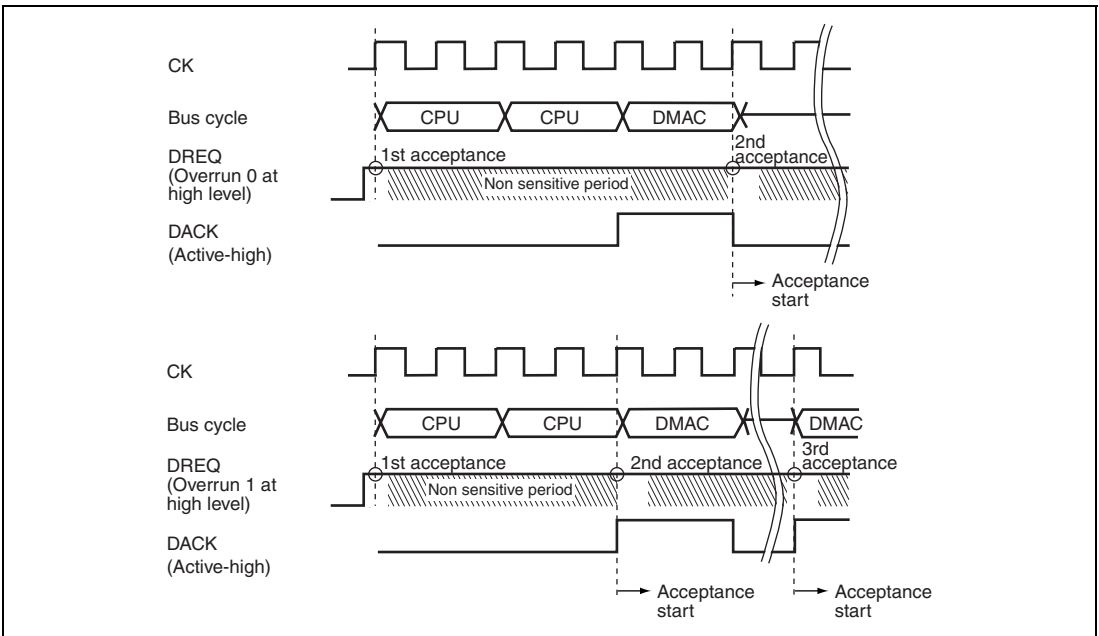 CK
Bus cycle
CPU
CPU
DMAC
DREQ
(Overrun 0 at
high level)
1st acceptance
2nd
acceptance
Non sensitive period
DACK
(Active-high)
Acceptance
start
CK
Bus cycle
CPU
CPU
DMAC
DMAC
DREQ
(Overrun 1 at
high level)
1st acceptance
2nd acceptance
3rd
acceptance
Non sensitive period
DACK
(Active-high)
Acceptance
start
Acceptance
start